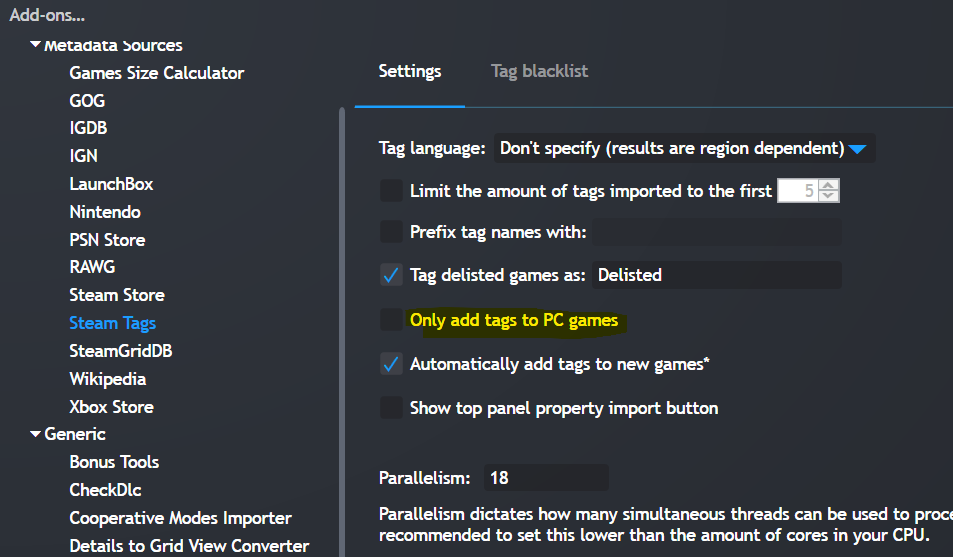 Add-ons...
Metadata Sources
Games Size Calculator
GOG
IGDB
IGN
LaunchBox
Nintendo
PSN Store
RAWG
Steam Store
Steam Tags
SteamGridDB
Wikipedia
Xbox Store
Generic
Bonus Tools
CheckDlc
Cooperative Modes Importer
Details to Grid View Converter
Settings Tag blacklist
Tag language: Don't specify (results are region dependent)
Limit the amount of tags imported to the first 5
Prefix tag names with:
Tag delisted games as: Delisted
Only add tags to PC games
Automatically add tags to new games*
Show top panel property import button
Parallelism: 18
Parallelism dictates how many simultaneous threads can be used to
recommended to set this lower than the amount of cores in your CPU.